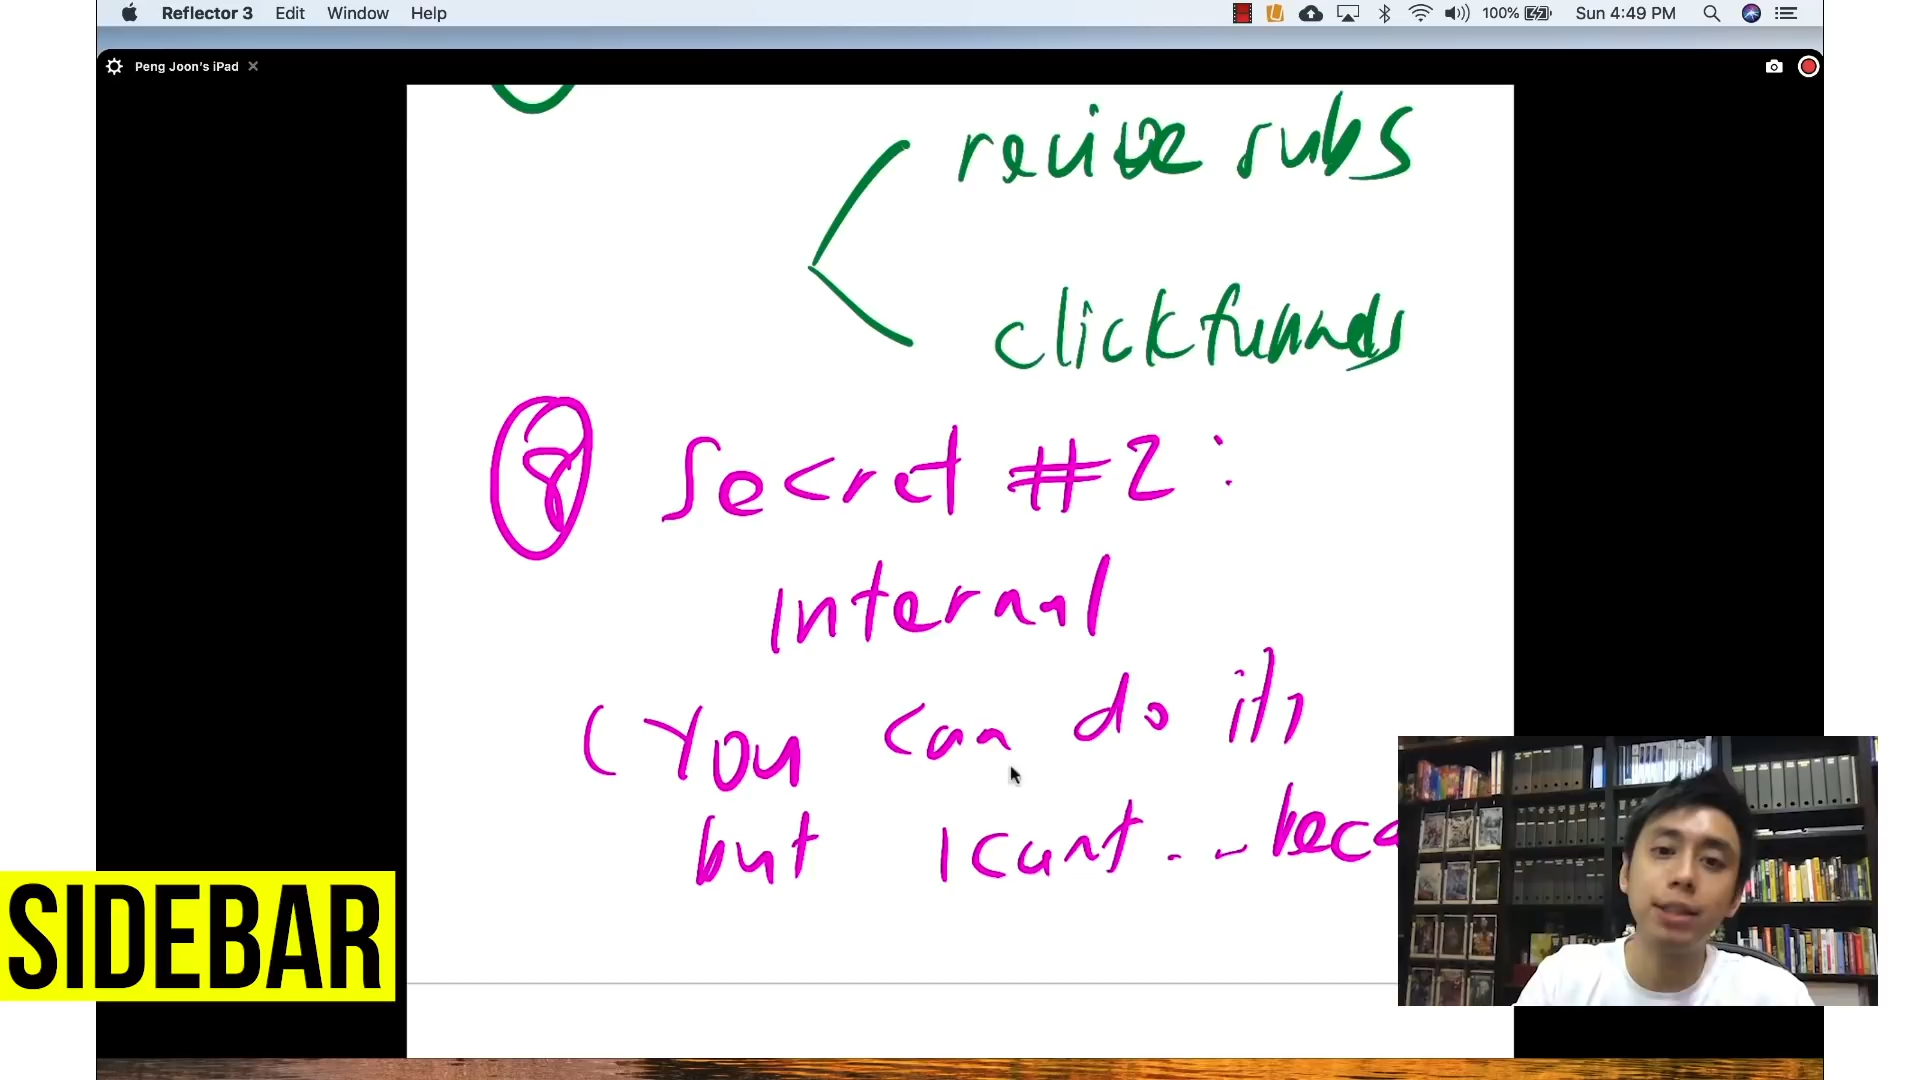 Reflector 3 Edit Window Help 100% Sun 4:49 PM
Peng Joon's iPad
revive subs
clickfunnels
8 Secret #2:
Internal
(You can do it,
but I can't... beca
SIDEBAR